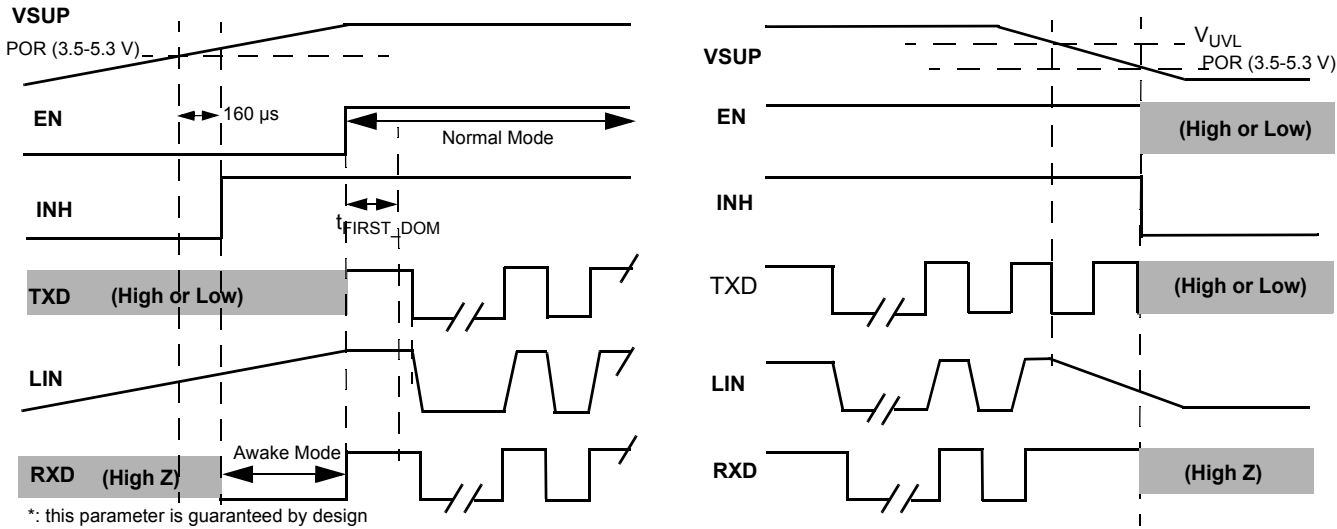 VSUP
POR (3.5-5.3 V)
EN
160 µs
Normal Mode
INH
tFIRST_DOM
TXD (High or Low)
LIN
Awake Mode
RXD (High Z)
*: this parameter is guaranteed by design
VUVL
VSUP
POR (3.5-5.3 V)
EN
(High or Low)
INH
TXD
(High or Low)
LIN
RXD
(High Z)